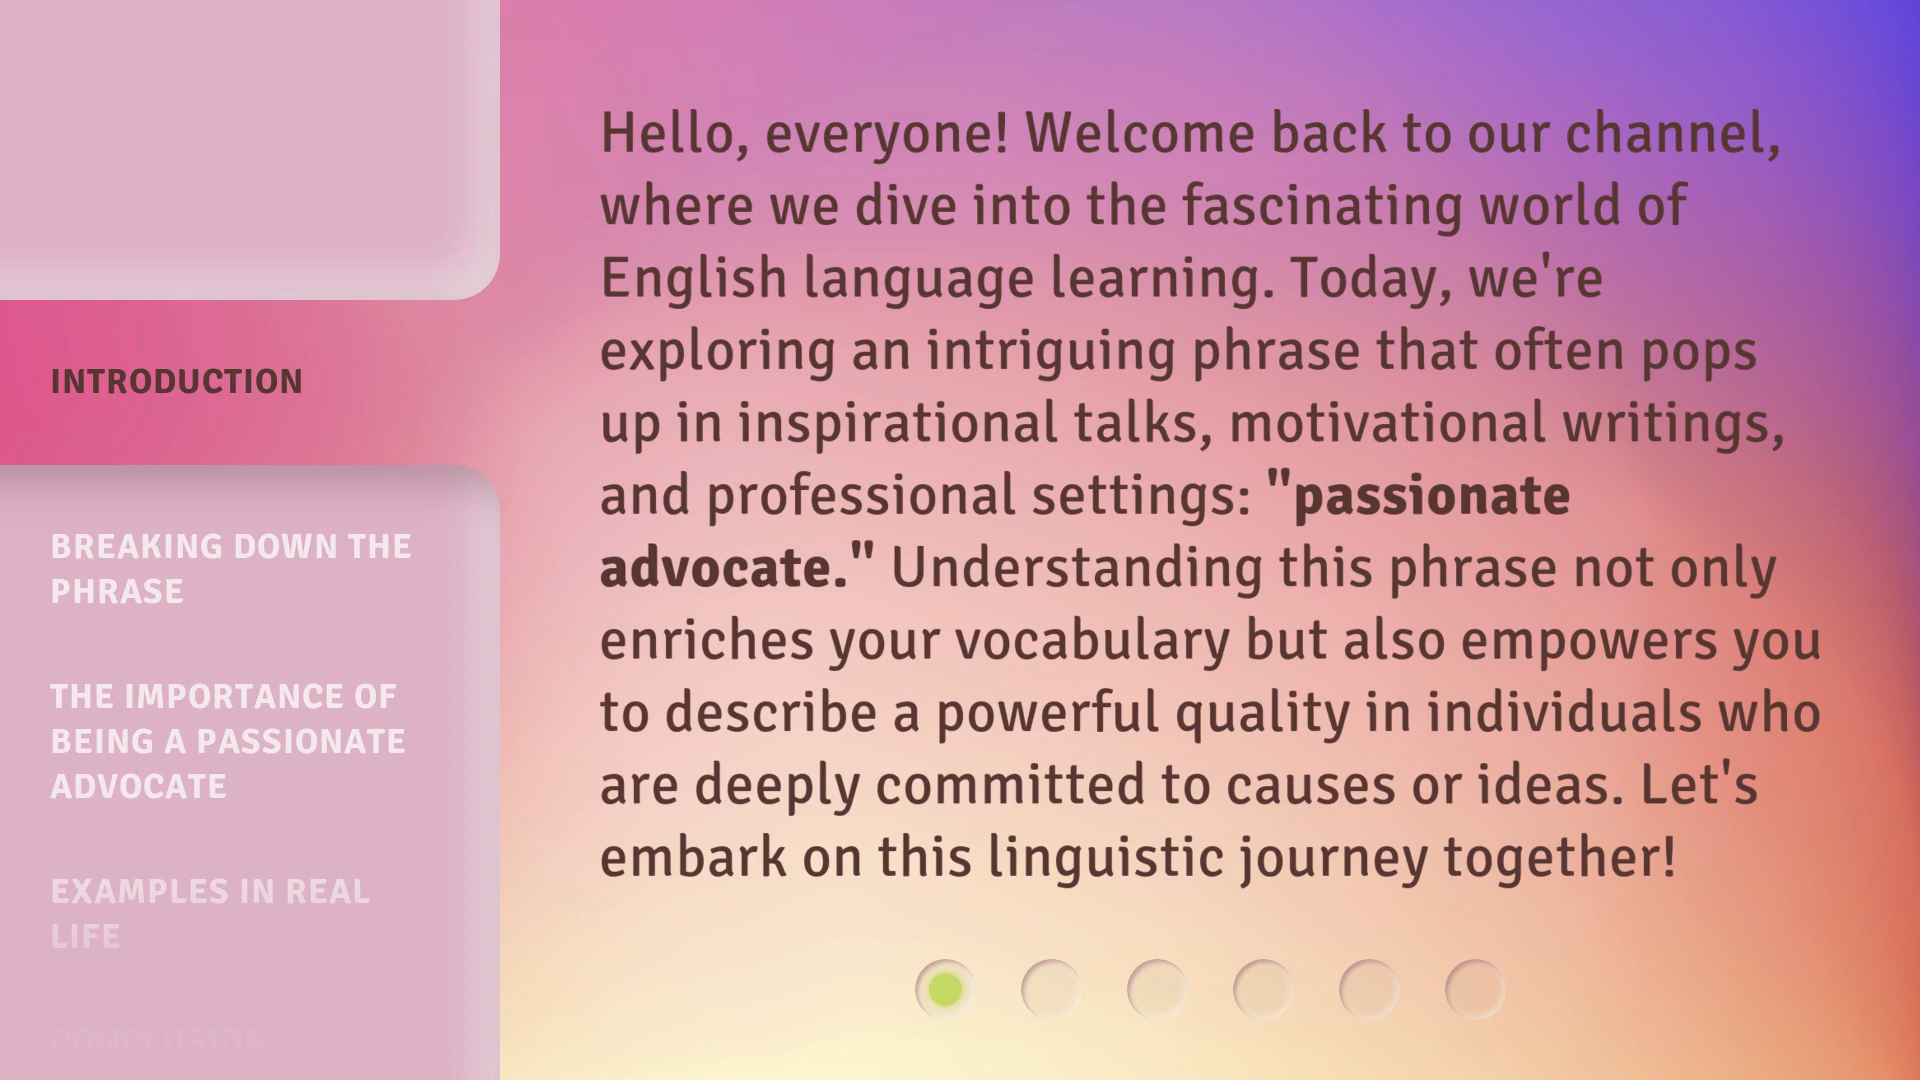 INTRODUCTION
BREAKING DOWN THE
PHRASE
THE IMPORTANCE OF
BEING A PASSIONATE
ADVOCATE
EXAMPLES IN REAL
LIFE
CONCLUSION
Hello, everyone! Welcome back to our channel,
where we dive into the fascinating world of
English language learning. Today, we're
exploring an intriguing phrase that often pops
up in inspirational talks, motivational writings,
and professional settings: "passionate
advocate." Understanding this phrase not only
enriches your vocabulary but also empowers you
to describe a powerful quality in individuals who
are deeply committed to causes or ideas. Let's
embark on this linguistic journey together!